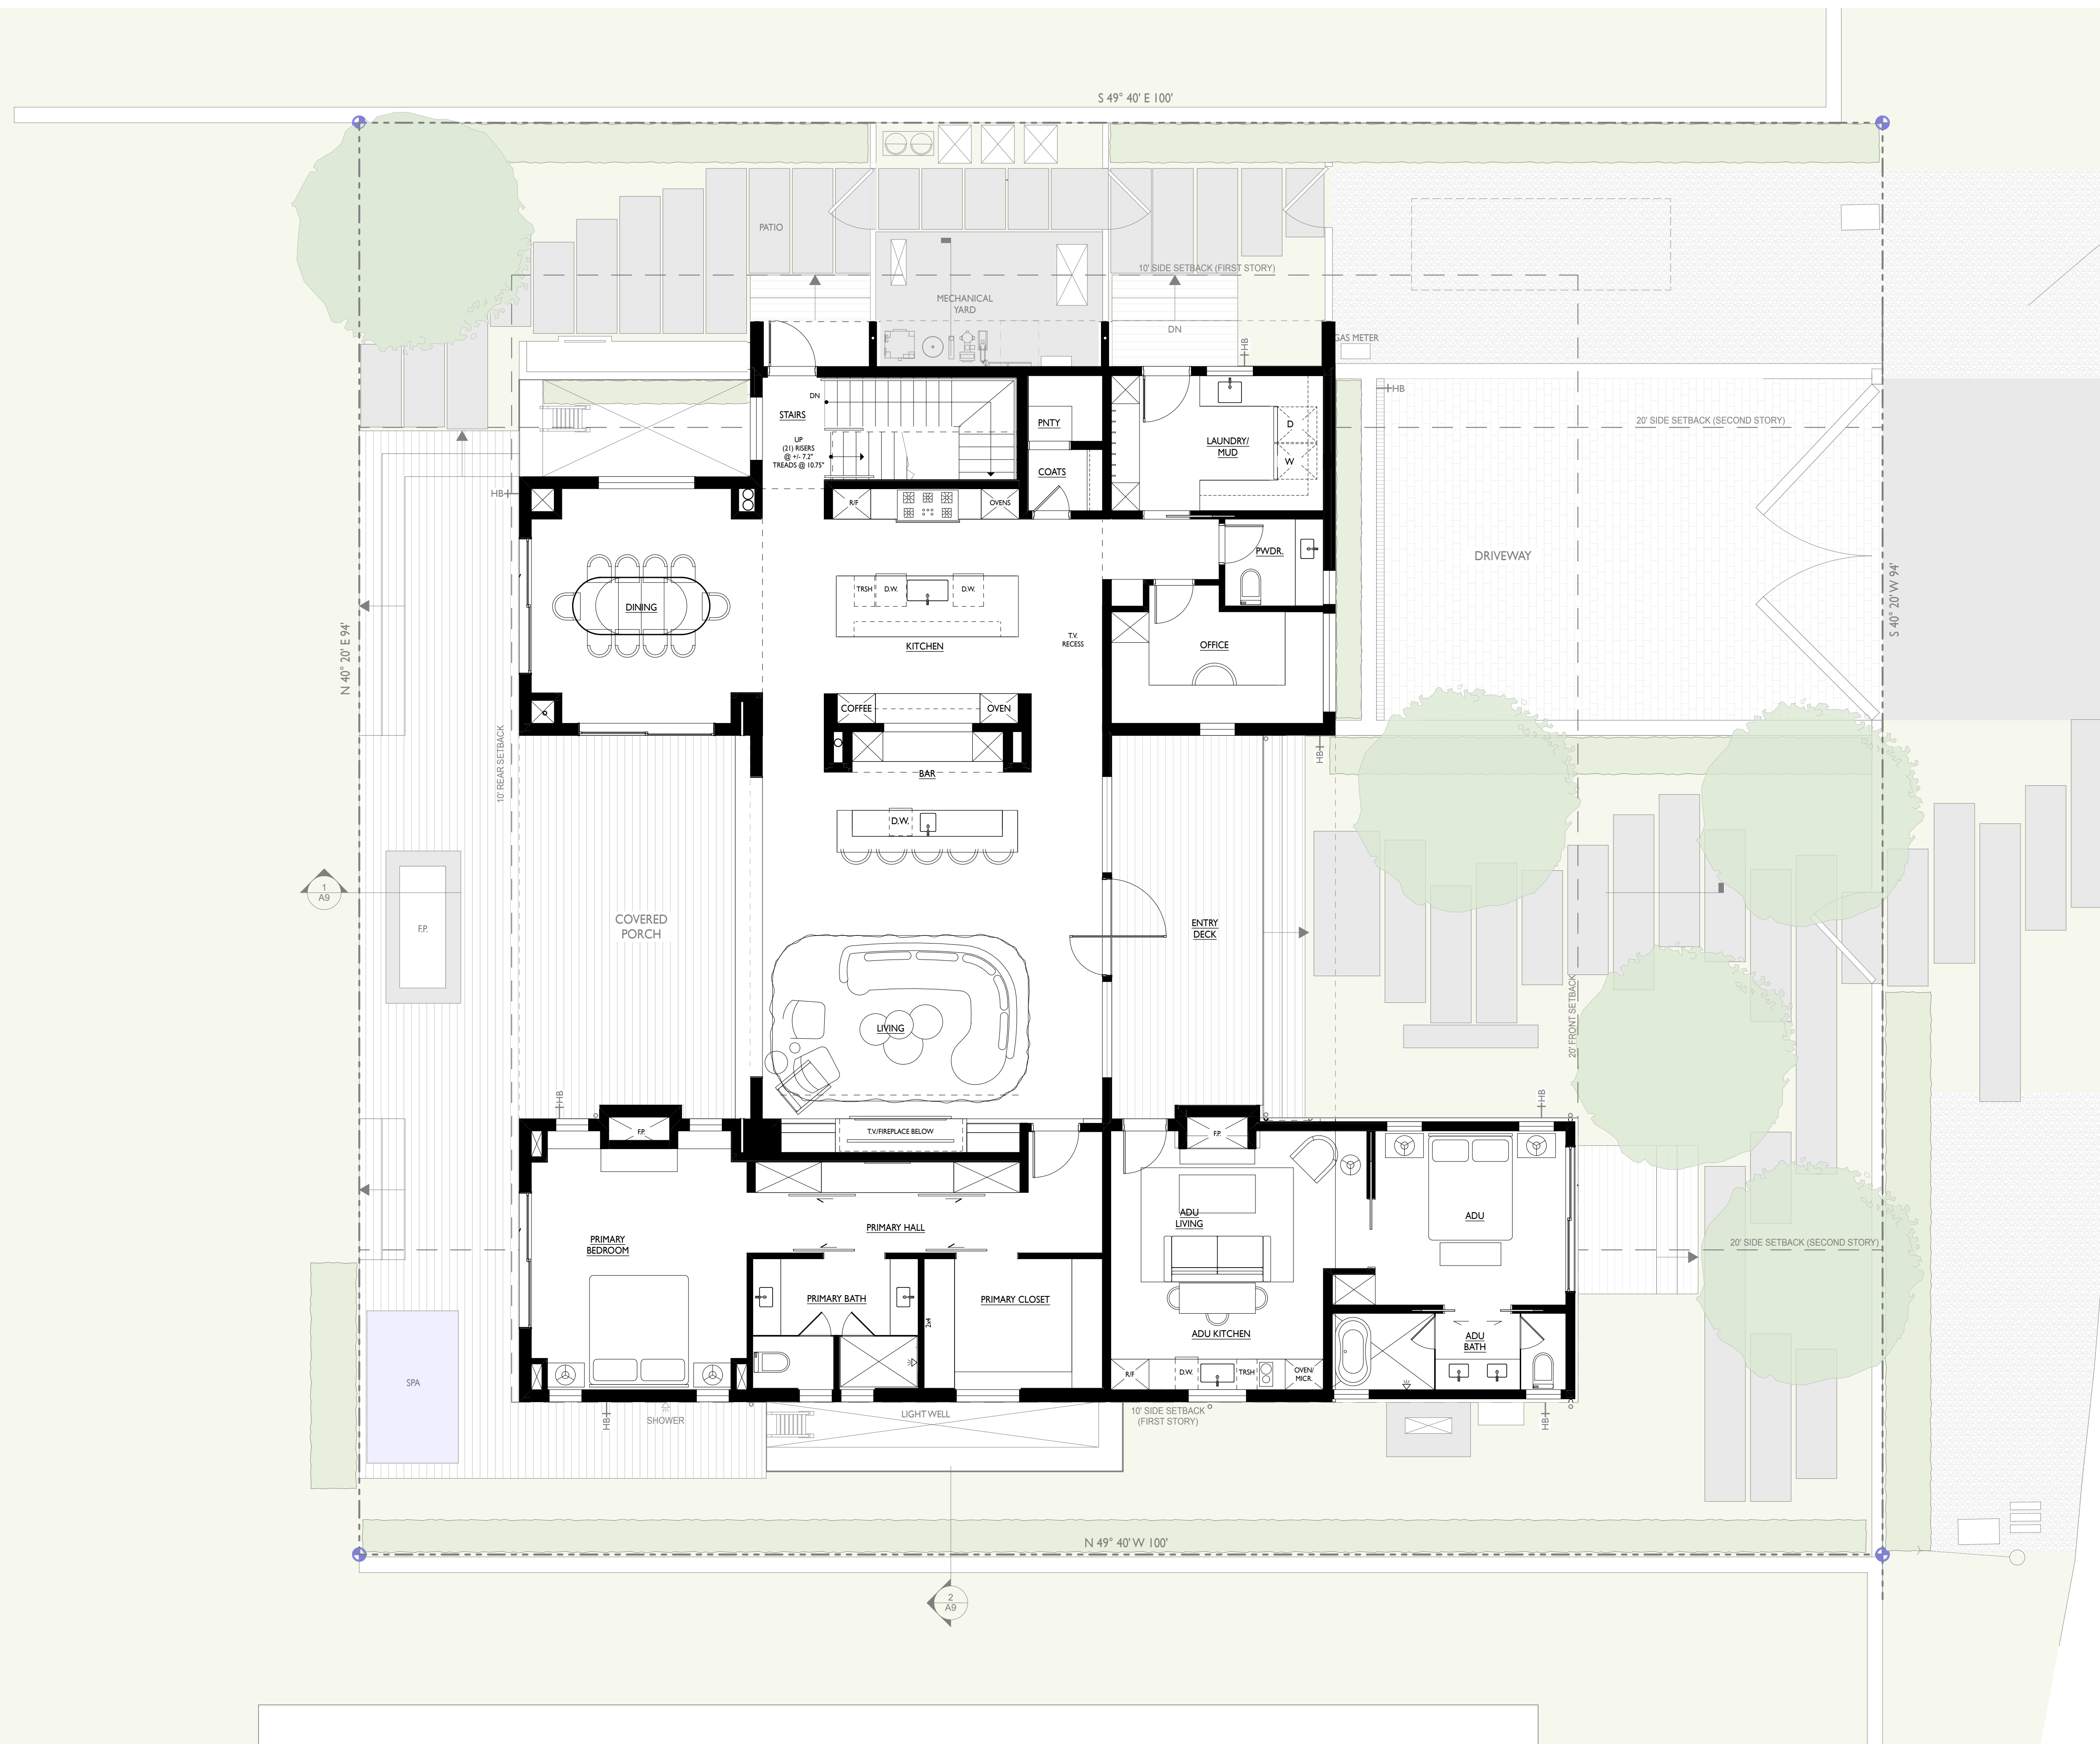 S 49° 40' E 100'
PATIO
10' SIDE SETBACK (FIRST STORY)
MECHANICAL
YARD
DN
GAS METER
HB
HB
DN
STAIRS
UP
(21) RISERS
@ +/- 7.2"
TREADS @ 10.75"
PNTY
COATS
LAUNDRY/
MUD
D
W
20' SIDE SETBACK (SECOND STORY)
HB
R/F
OVENS
PWDR.
DRIVEWAY
TRSH
D.W.
D.W.
DINING
KITCHEN
T.V.
RECESS
OFFICE
N 40° 20' E 94'
S 40° 20' W 94'
COFFEE
OVEN
10' REAR SETBACK
HB
BAR
D.W.
1
A9
F.P.
COVERED
PORCH
ENTRY
DECK
LIVING
20' FRONT SETBACK
HB
HB
F.P.
T.V./FIREPLACE BELOW
F.P.
PRIMARY
BEDROOM
PRIMARY HALL
ADU
LIVING
ADU
20' SIDE SETBACK (SECOND STORY)
PRIMARY BATH
PRIMARY CLOSET
2x4
ADU KITCHEN
ADU
BATH
SPA
R/F
D.W.
TRSH
OVEN/
MICR.
HB
SHOWER
LIGHT WELL
10' SIDE SETBACK
(FIRST STORY)
HB
N 49° 40' W 100'
2
A9